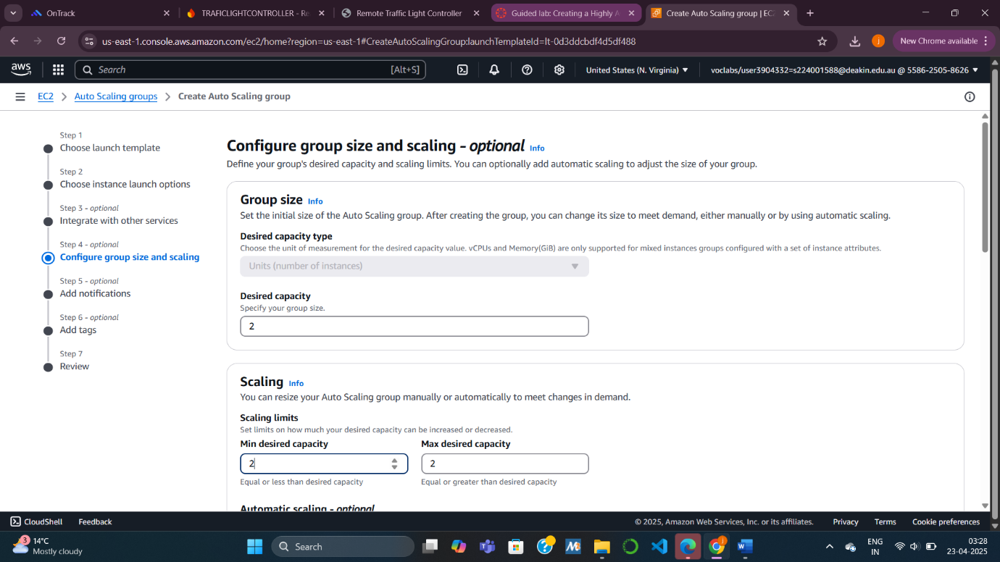 OnTrack
TRAFICLIGHTCONTROLLER - Re
Remote Traffic Light Controller
Guided lab: Creating a Highly A
Create Auto Scaling group | EC2
us-east-1.console.aws.amazon.com/ec2/home?region=us-east-1#CreateAutoScalingGroup:launchTemplateId=lt-0d3ddcbdf4d5df488
j
New Chrome available
aws
Search
[Alt+S]
United States (N. Virginia)
voclabs/user3904332=s224001588@deakin.edu.au @ 5586-2505-8626
EC2
Auto Scaling groups
Create Auto Scaling group
Step 1
Choose launch template
Step 2
Choose instance launch options
Step 3 - optional
Integrate with other services
Step 4 - optional
Configure group size and scaling
Step 5 - optional
Add notifications
Step 6 - optional
Add tags
Step 7
Review
Configure group size and scaling - optional Info
Define your group's desired capacity and scaling limits. You can optionally add automatic scaling to adjust the size of your group.
Group size Info
Set the initial size of the Auto Scaling group. After creating the group, you can change its size to meet demand, either manually or by using automatic scaling.
Desired capacity type
Choose the unit of measurement for the desired capacity value. vCPUs and Memory(GiB) are only supported for mixed instances groups configured with a set of instance attributes.
Units (number of instances)
Desired capacity
Specify your group size.
2
Scaling Info
You can resize your Auto Scaling group manually or automatically to meet changes in demand.
Scaling limits
Set limits on how much your desired capacity can be increased or decreased.
Min desired capacity
Max desired capacity
2
2
Equal or less than desired capacity
Equal or greater than desired capacity
Automatic scaling - optional
CloudShell
Feedback
© 2025, Amazon Web Services, Inc. or its affiliates.
Privacy
Terms
Cookie preferences
3
14°C
Mostly cloudy
Search
ENG
IN
03:28
23-04-2025